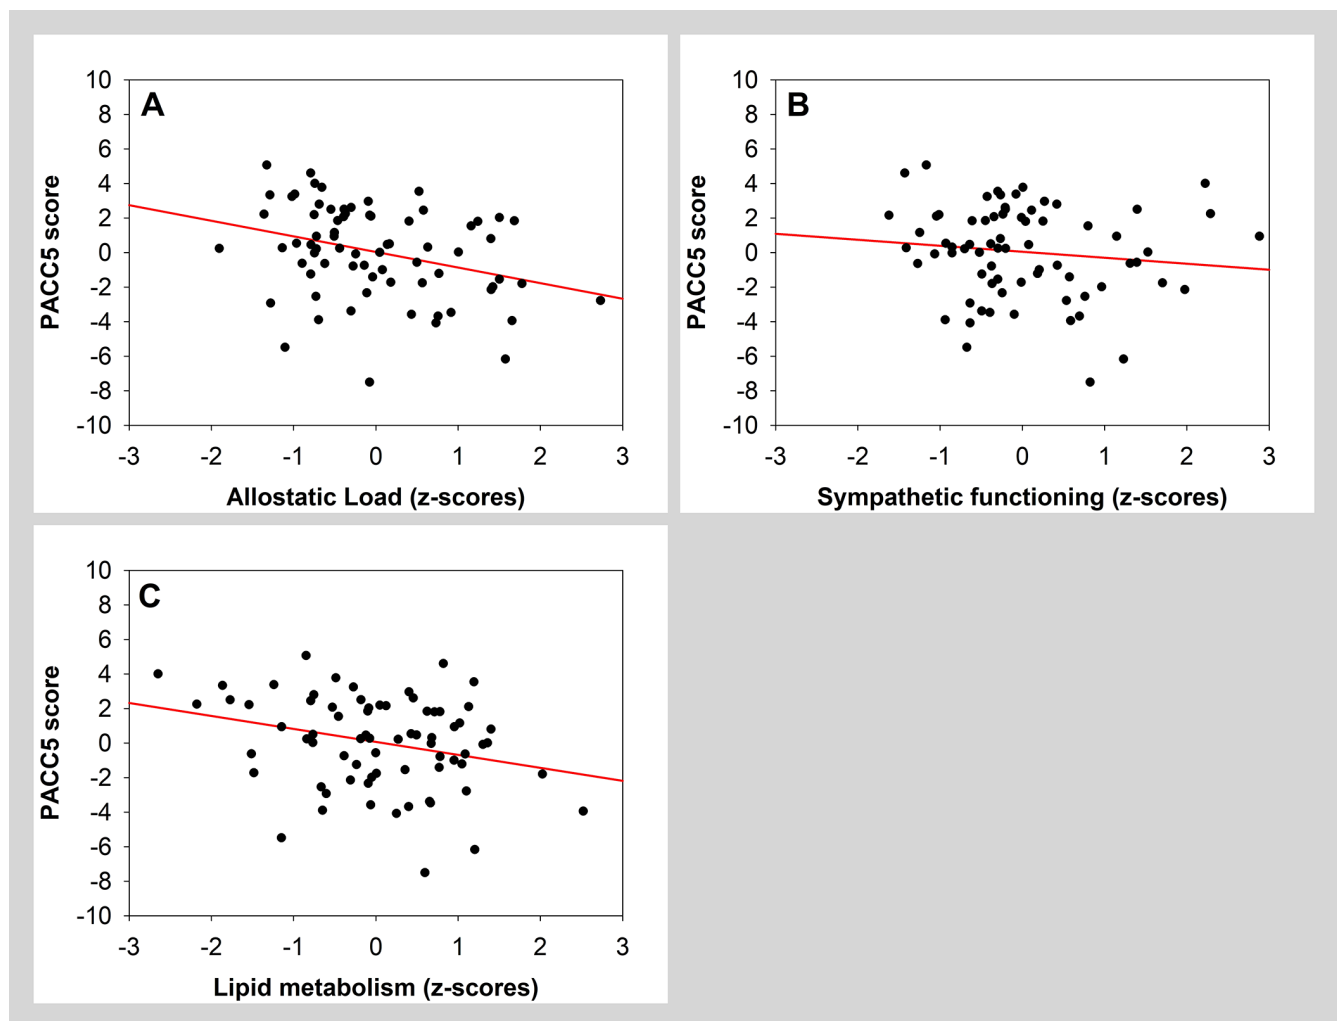 A
10
8
6
4
2
0
-2
-4
-6
-8
-10
PACC5 score
-3 -2 -1 0 1 2 3
Allostatic Load (z-scores)
B
10
8
6
4
2
0
-2
-4
-6
-8
-10
PACC5 score
-3 -2 -1 0 1 2 3
Sympathetic functioning (z-scores)
C
10
8
6
4
2
0
-2
-4
-6
-8
-10
PACC5 score
-3 -2 -1 0 1 2 3
Lipid metabolism (z-scores)